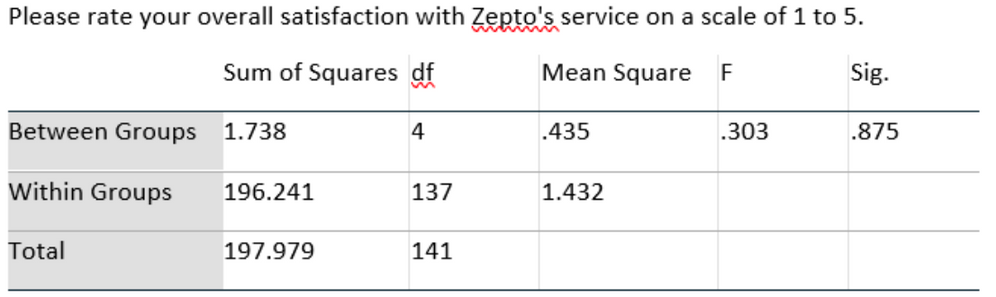 Please rate your overall satisfaction with Zepto's service on a scale of 1 to 5.
Sum of Squares df Mean Square F Sig.
Between Groups 1.738 4 .435 .303 .875
Within Groups 196.241 137 1.432
Total 197.979 141